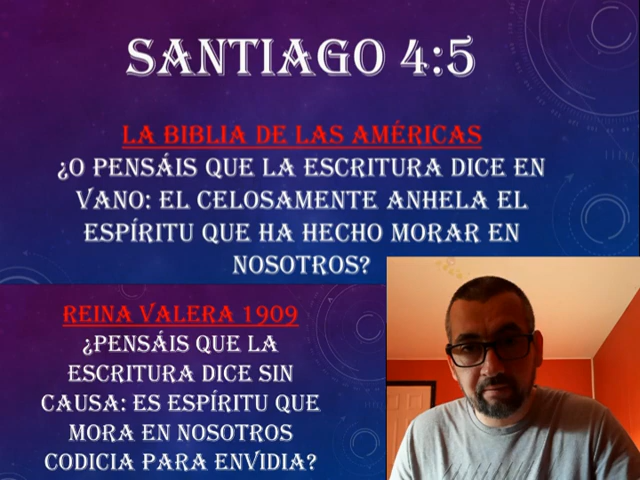 SANTIAGO 4:5
LA BIBLIA DE LAS AMÉRICAS
¿O PENSÁIS QUE LA ESCRITURA DICE EN
VANO: EL CELOSAMENTE ANHELA EL
ESPÍRITU QUE HA HECHO MORAR EN
NOSOTROS?
REINA VALERA 1909
¿PENSÁIS QUE LA
ESCRITURA DICE SIN
CAUSA: ES ESPÍRITU QUE
MORA EN NOSOTROS
CODICIA PARA ENVIDIA?